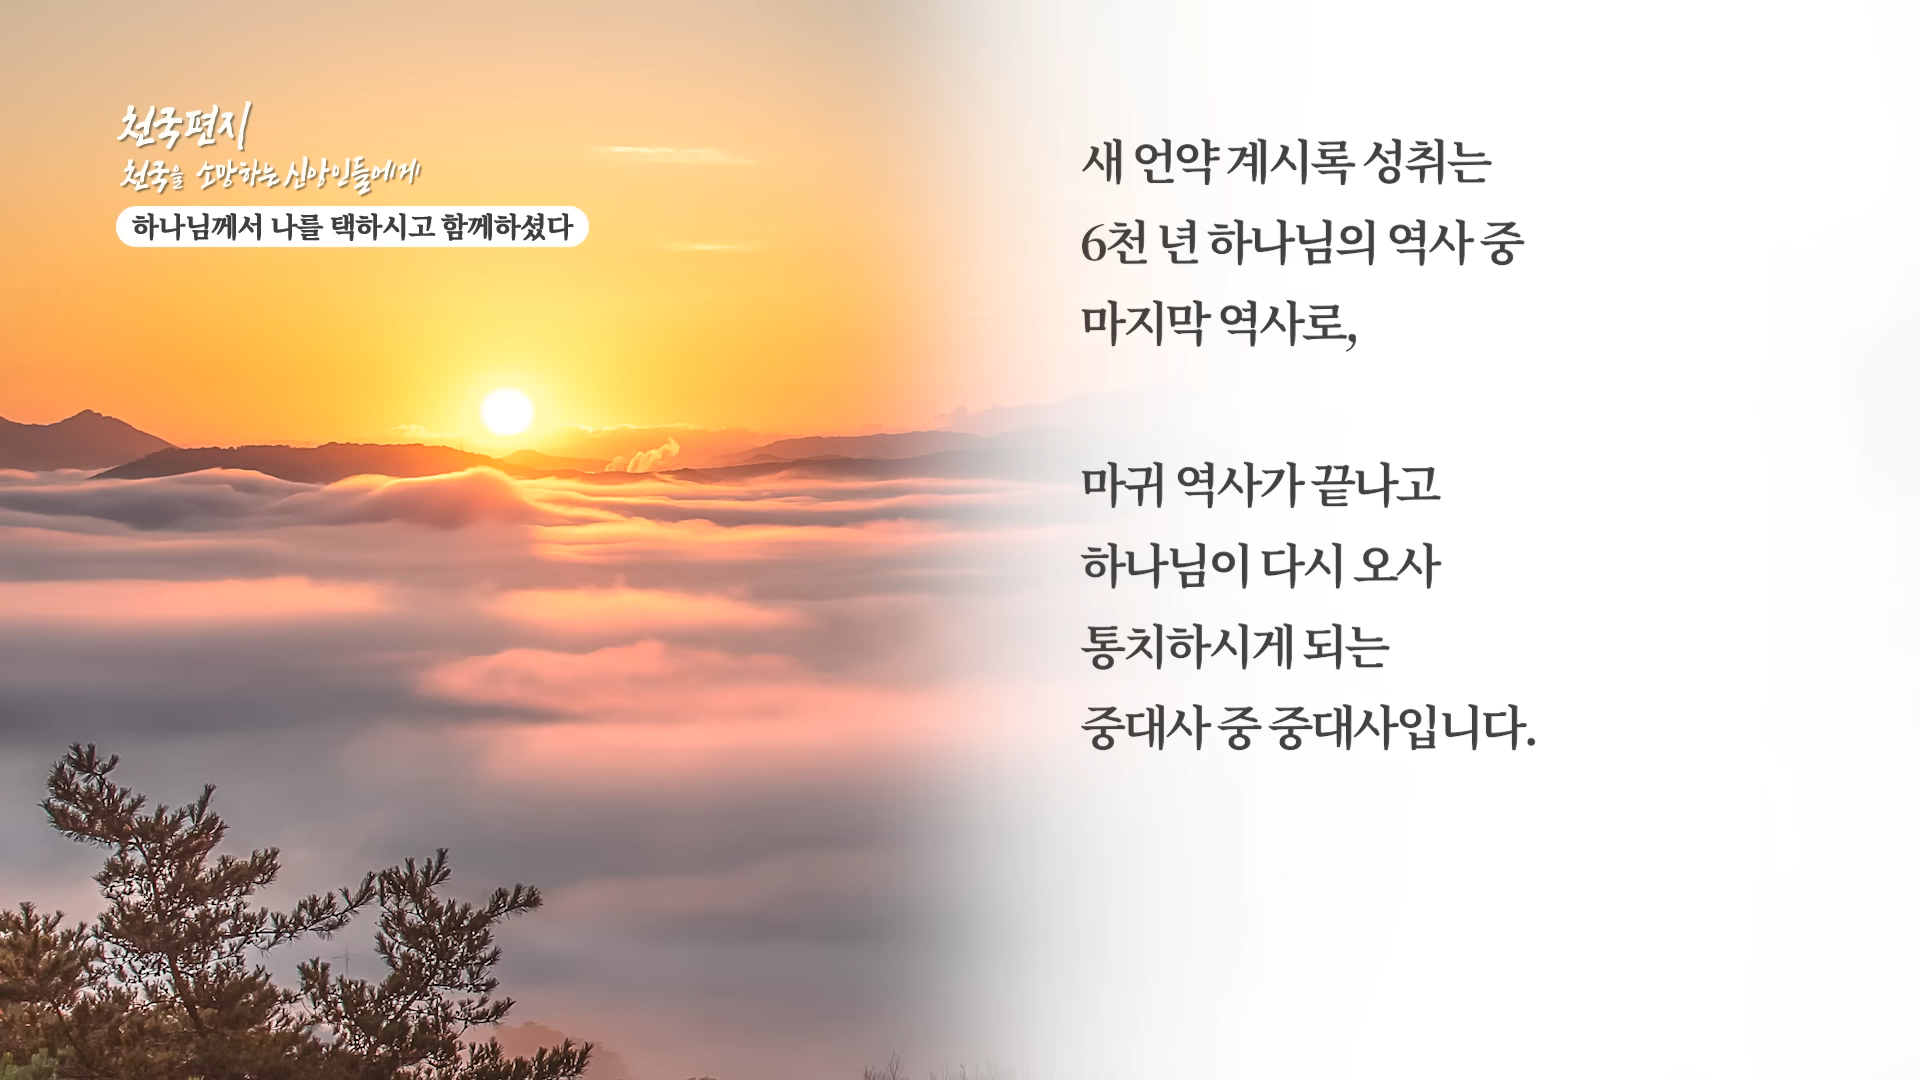 천국편지
천국을 소망하는 신앙인들에게
하나님께서 나를 택하시고 함께하셨다
새 언약 계시록 성취는
6천 년 하나님의 역사 중
마지막 역사로,
마귀 역사가 끝나고
하나님이 다시 오사
통치하시게 되는
중대사 중 중대사입니다.